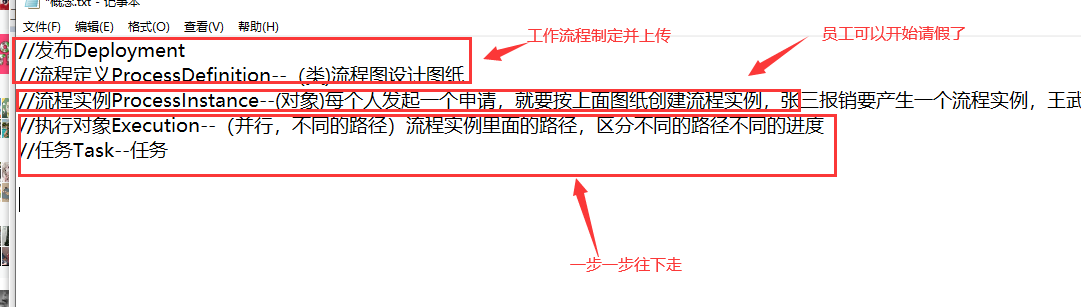 *概念.txt - 记事本
文件(F) 编辑(E) 格式(O) 查看(V) 帮助(H)
//发布Deployment
工作流程制定并上传
员工可以开始请假了
//流程定义ProcessDefinition-- (类)流程图设计图纸
//流程实例ProcessInstance--(对象)每个人发起一个申请，就要按上面图纸创建流程实例，张三报销要产生一个流程实例，王武
//执行对象Execution--（并行，不同的路径）流程实例里面的路径，区分不同的路径不同的进度
//任务Task--任务
一步一步往下走